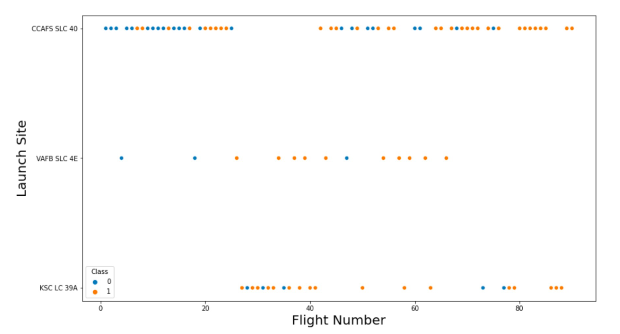 CCAFS SLC 40
VAFB SLC 4E
KSC LC 39A
Launch Site
Class
0
1
0 20 40 60 80
Flight Number